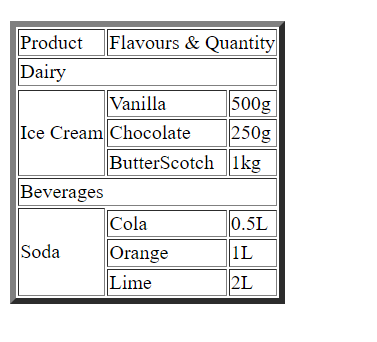 Product Flavours & Quantity
Dairy
Vanilla 500g
Ice Cream Chocolate 250g
ButterScotch 1kg
Beverages
Cola 0.5L
Soda Orange 1L
Lime 2L